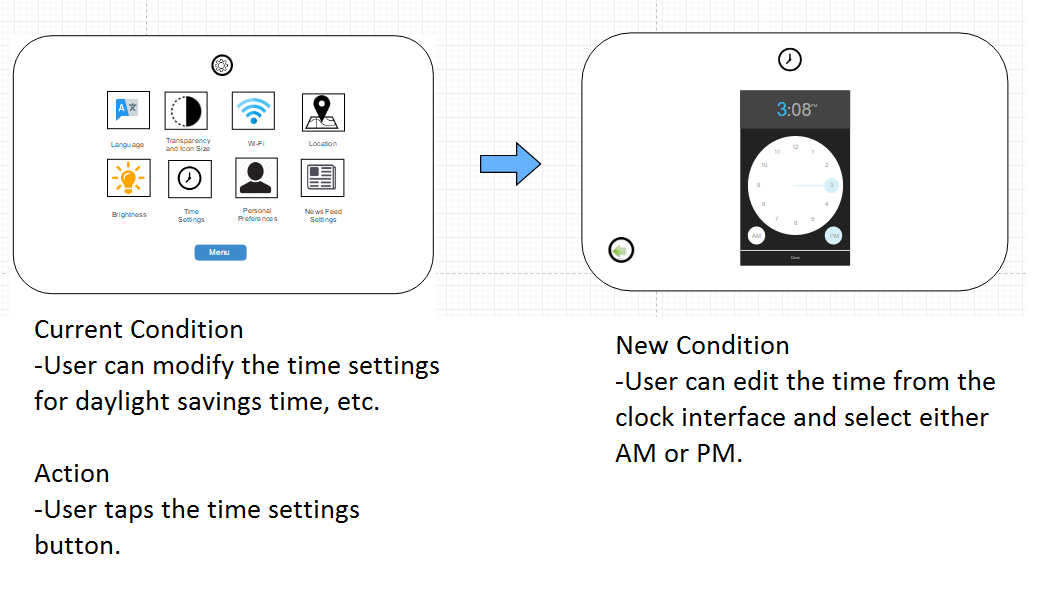 Language
Transparency
and Icon Size
Wi-Fi
Location
Brightness
Time
Settings
Personal
Preferences
News Feed
Settings
Menu
3:08 PM
12
11
1
10
2
9
3
8
4
7
5
6
AM
PM
Done
Current Condition
-User can modify the time settings
for daylight savings time, etc.
Action
-User taps the time settings
button.
New Condition
-User can edit the time from the
clock interface and select either
AM or PM.